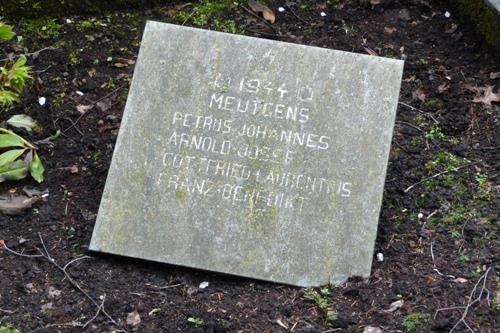 1944
MEUTGENS
PETRUS JOHANNES
ARNOLD JOSEF
GOTTFRIED LAURENTIUS
FRANZ-BENEDIKT